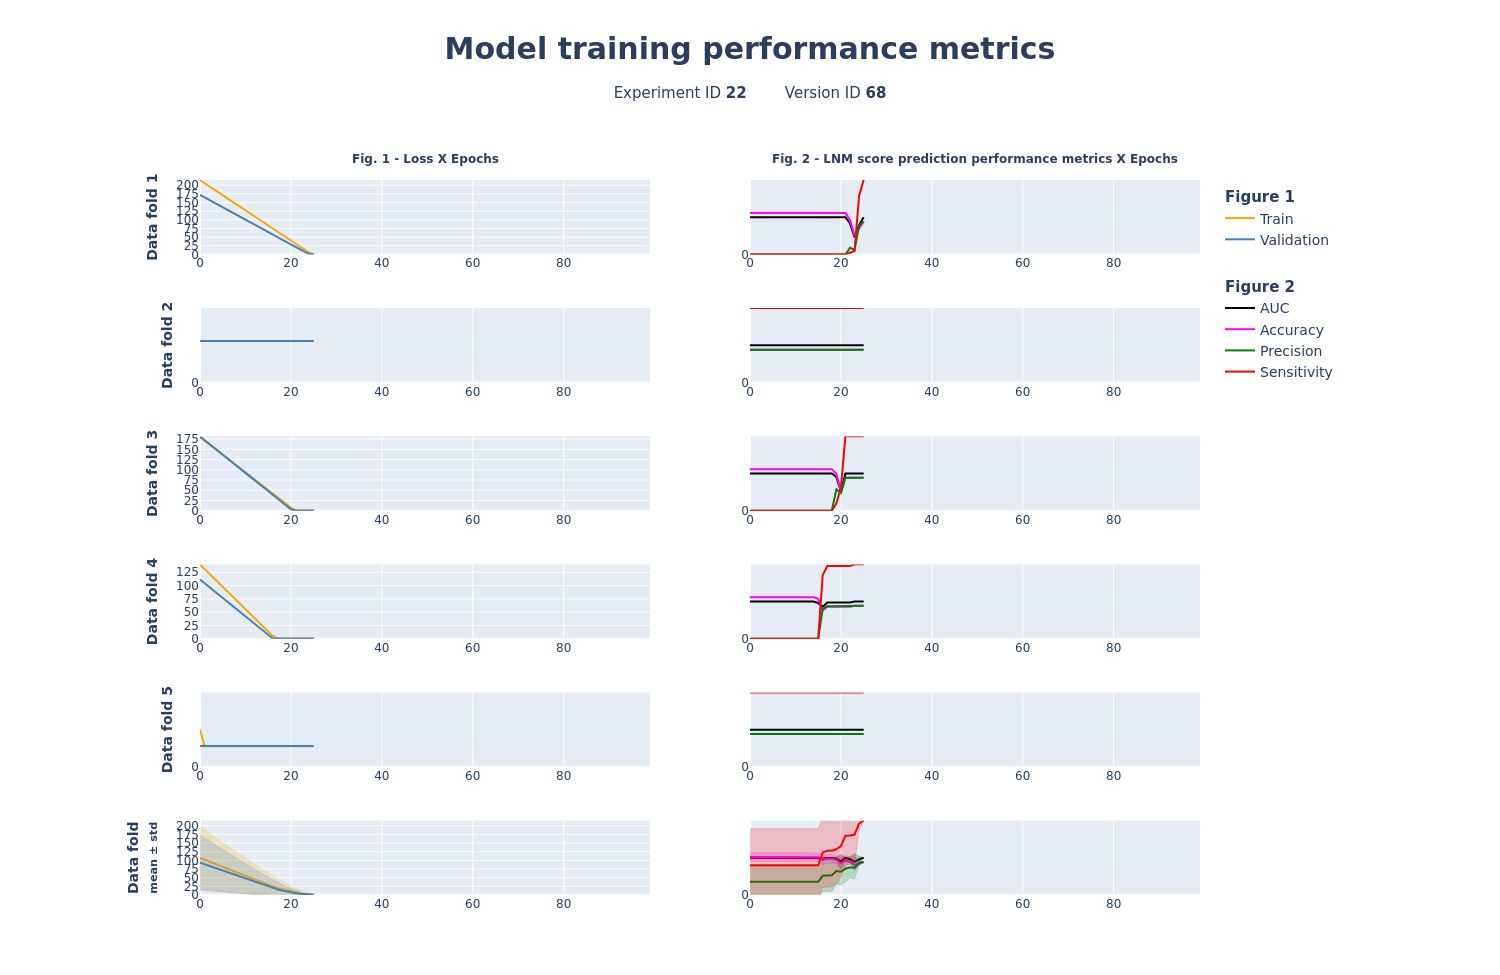 Model training performance metrics
Experiment ID 22 Version ID 68
Fig. 1 - Loss X Epochs
Fig. 2 - LNM score prediction performance metrics X Epochs
Data fold 1
200
175
150
125
100
75
50
25
0
0 20 40 60 80
0
0 20 40 60 80
Figure 1
Train
Validation
Figure 2
AUC
Accuracy
Precision
Sensitivity
Data fold 2
0
0 20 40 60 80
0
0 20 40 60 80
Data fold 3
175
150
125
100
75
50
25
0
0 20 40 60 80
0
0 20 40 60 80
Data fold 4
125
100
75
50
25
0
0 20 40 60 80
0
0 20 40 60 80
Data fold 5
0
0 20 40 60 80
0
0 20 40 60 80
Data fold
mean ± std
200
175
150
125
100
75
50
25
0
0 20 40 60 80
0
0 20 40 60 80